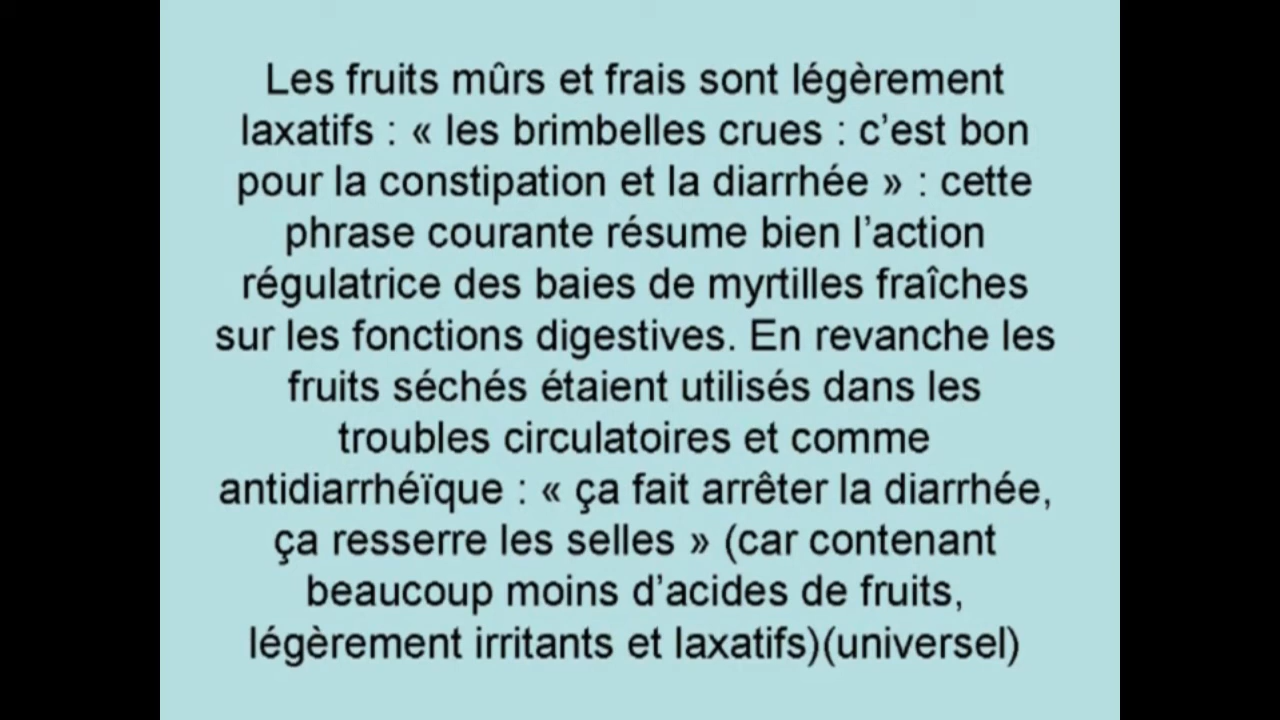 Les fruits mûrs et frais sont légèrement
laxatifs : « les brimbelles crues : c’est bon
pour la constipation et la diarrhée » : cette
phrase courante résume bien l’action
régulatrice des baies de myrtilles fraîches
sur les fonctions digestives. En revanche les
fruits séchés étaient utilisés dans les
troubles circulatoires et comme
antidiarrhéïque : « ça fait arrêter la diarrhée,
ça resserre les selles » (car contenant
beaucoup moins d’acides de fruits,
légèrement irritants et laxatifs)(universel)